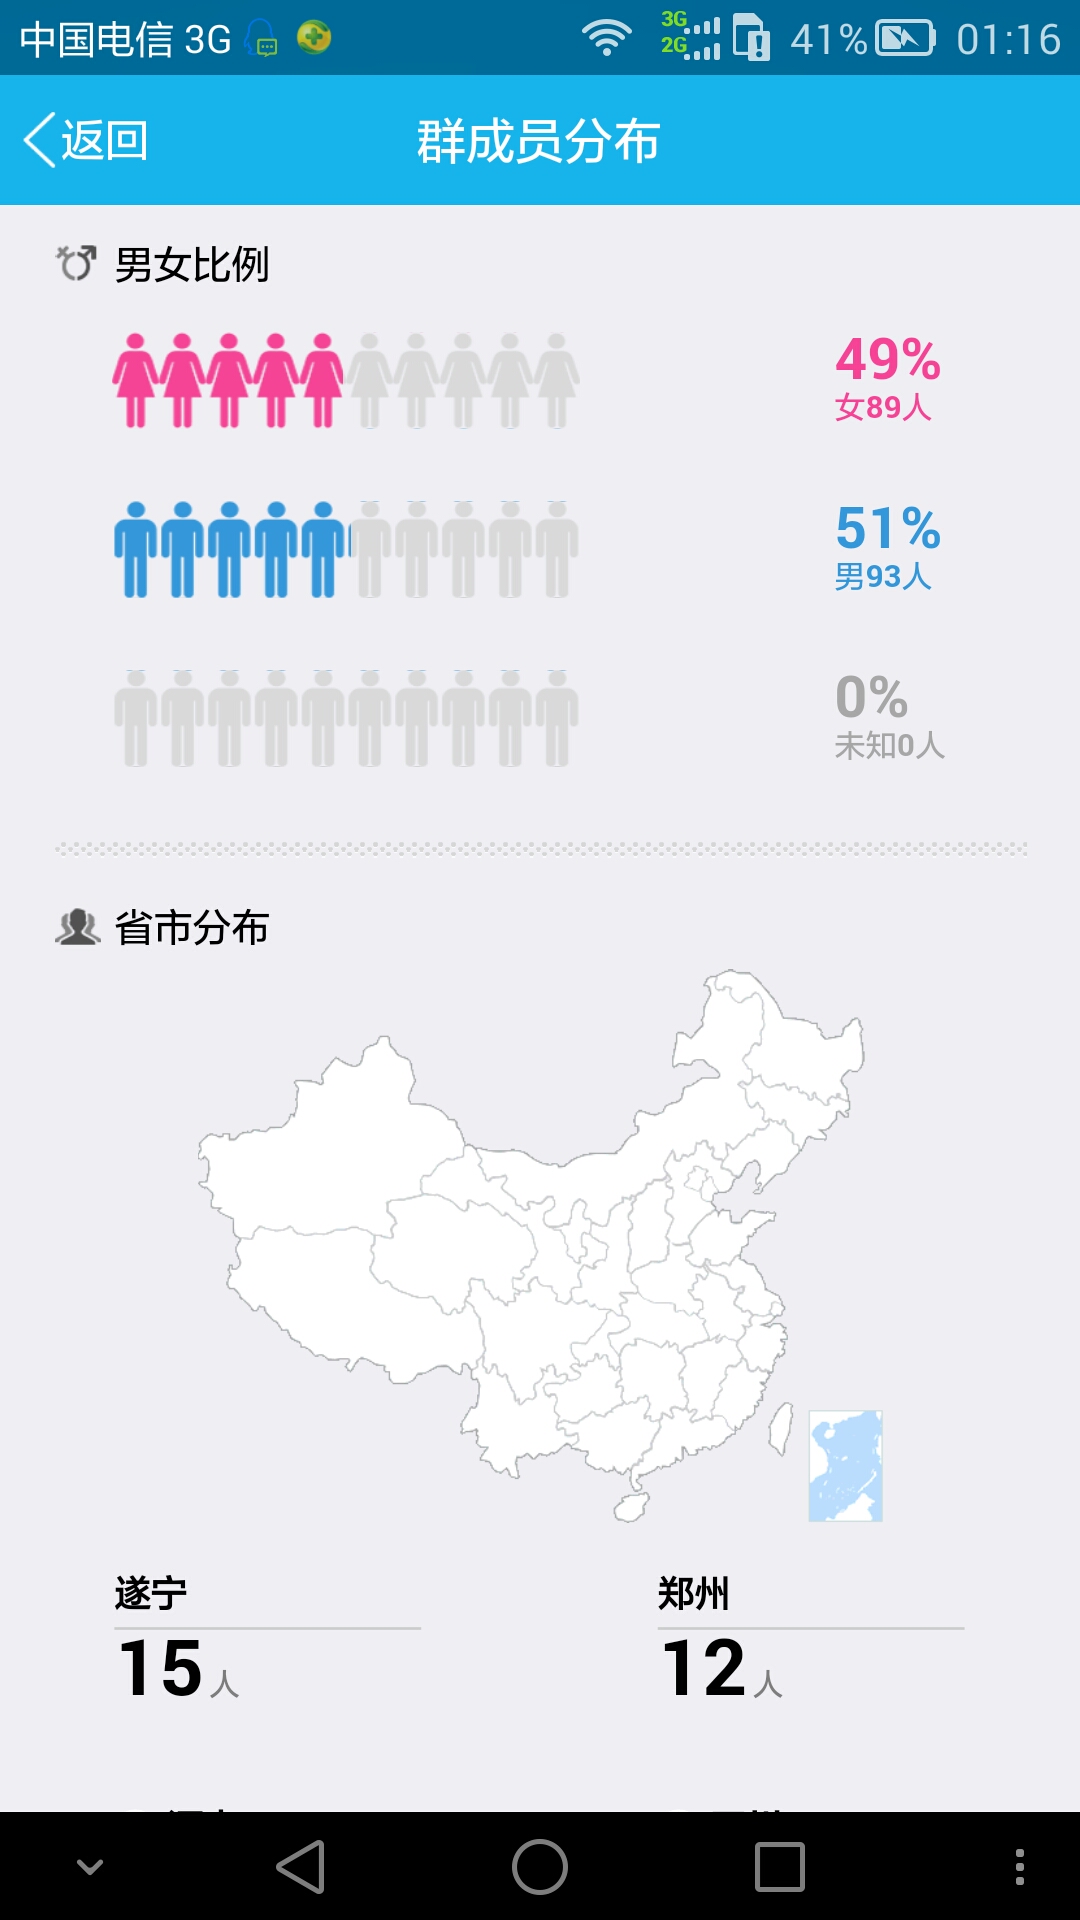 中国电信 3G 3G 2G 41% 01:16
返回 群成员分布
男女比例
49%
女89人
51%
男93人
0%
未知0人
省市分布
遂宁 郑州
15人 12人